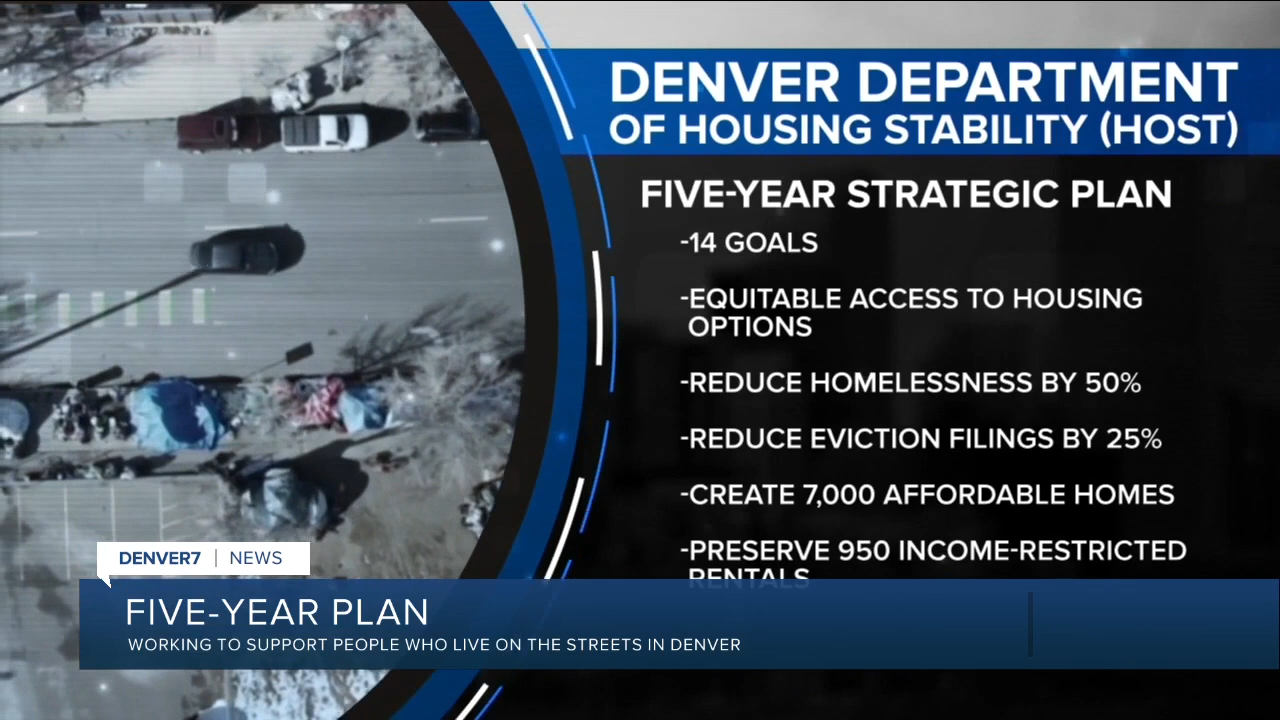 DENVER DEPARTMENT
OF HOUSING STABILITY (HOST)
FIVE-YEAR STRATEGIC PLAN
-14 GOALS
-EQUITABLE ACCESS TO HOUSING
OPTIONS
-REDUCE HOMELESSNESS BY 50%
-REDUCE EVICTION FILINGS BY 25%
-CREATE 7,000 AFFORDABLE HOMES
-PRESERVE 950 INCOME-RESTRICTED
RENTALS
DENVER7 | NEWS
FIVE-YEAR PLAN
WORKING TO SUPPORT PEOPLE WHO LIVE ON THE STREETS IN DENVER